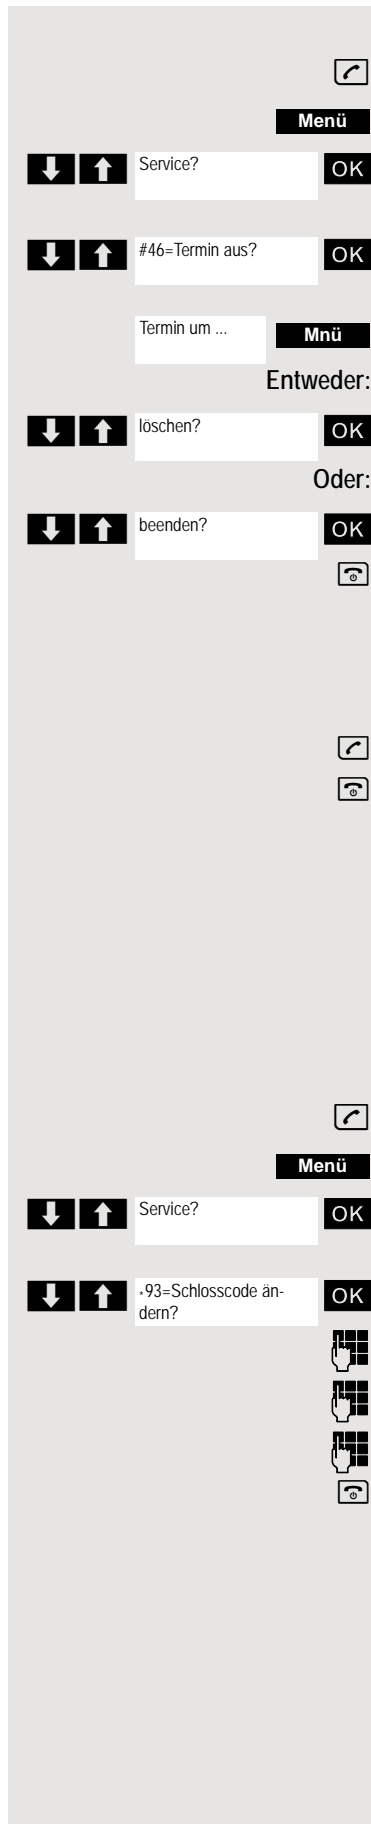 Menü
Service? OK
#46=Termin aus? OK
Termin um ... Mnü
Entweder:
löschen? OK
Oder:
beenden? OK
Menü
Service? OK
*93=Schlosscode än- OK
dern?